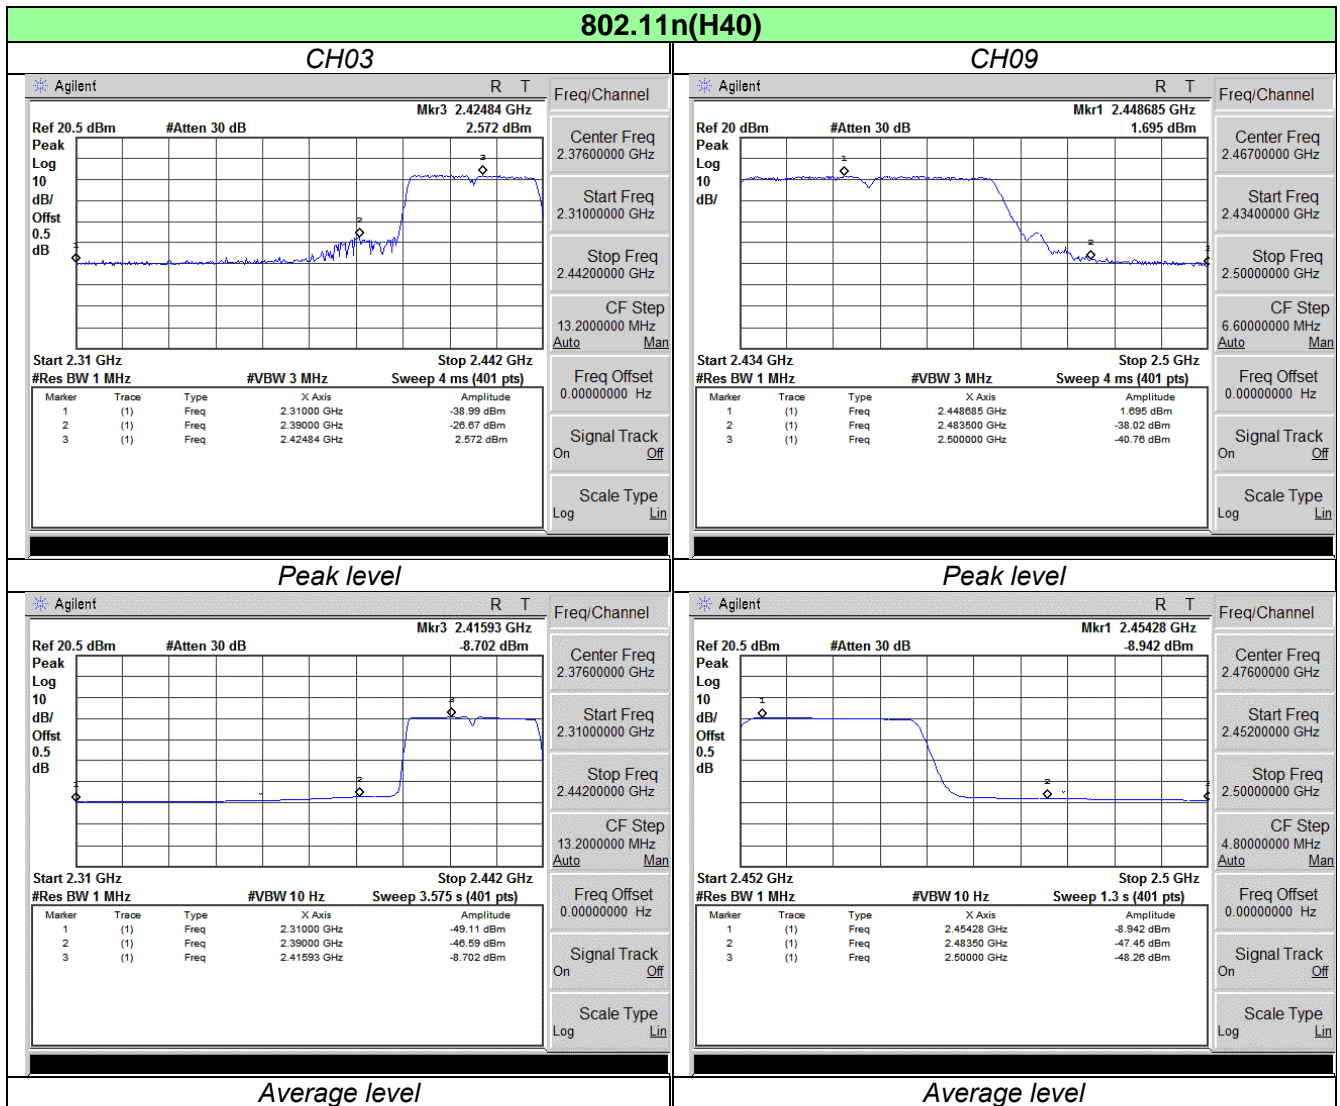 802.11n(H40)
CH03
CH09
Agilent R T
Mkr3 2.42484 GHz
Ref 20.5 dBm #Atten 30 dB 2.572 dBm
Peak
Log
10
dB/
Offst
0.5
dB
1
2
3
Start 2.31 GHz Stop 2.442 GHz
#Res BW 1 MHz #VBW 3 MHz Sweep 4 ms (401 pts)
Marker Trace Type X Axis Amplitude
1 (1) Freq 2.31000 GHz -38.99 dBm
2 (1) Freq 2.39000 GHz -26.67 dBm
3 (1) Freq 2.42484 GHz 2.572 dBm
Freq/Channel
Center Freq
2.37600000 GHz
Start Freq
2.31000000 GHz
Stop Freq
2.44200000 GHz
CF Step
13.2000000 MHz
Auto Man
Freq Offset
0.00000000 Hz
Signal Track
On Off
Scale Type
Log Lin
Agilent R T
Mkr1 2.448685 GHz
Ref 20 dBm #Atten 30 dB 1.695 dBm
Peak
Log
10
dB/
1
2
3
Start 2.434 GHz Stop 2.5 GHz
#Res BW 1 MHz #VBW 3 MHz Sweep 4 ms (401 pts)
Marker Trace Type X Axis Amplitude
1 (1) Freq 2.448685 GHz 1.695 dBm
2 (1) Freq 2.483500 GHz -38.02 dBm
3 (1) Freq 2.500000 GHz -40.76 dBm
Freq/Channel
Center Freq
2.46700000 GHz
Start Freq
2.43400000 GHz
Stop Freq
2.50000000 GHz
CF Step
6.60000000 MHz
Auto Man
Freq Offset
0.00000000 Hz
Signal Track
On Off
Scale Type
Log Lin
Peak level
Peak level
Agilent R T
Mkr3 2.41593 GHz
Ref 20.5 dBm #Atten 30 dB -8.702 dBm
Peak
Log
10
dB/
Offst
0.5
dB
1
2
3
Start 2.31 GHz Stop 2.442 GHz
#Res BW 1 MHz #VBW 10 Hz Sweep 3.575 s (401 pts)
Marker Trace Type X Axis Amplitude
1 (1) Freq 2.31000 GHz -49.11 dBm
2 (1) Freq 2.39000 GHz -46.59 dBm
3 (1) Freq 2.41593 GHz -8.702 dBm
Freq/Channel
Center Freq
2.37600000 GHz
Start Freq
2.31000000 GHz
Stop Freq
2.44200000 GHz
CF Step
13.2000000 MHz
Auto Man
Freq Offset
0.00000000 Hz
Signal Track
On Off
Scale Type
Log Lin
Agilent R T
Mkr1 2.45428 GHz
Ref 20.5 dBm #Atten 30 dB -8.942 dBm
Peak
Log
10
dB/
Offst
0.5
dB
1
2
3
Start 2.452 GHz Stop 2.5 GHz
#Res BW 1 MHz #VBW 10 Hz Sweep 1.3 s (401 pts)
Marker Trace Type X Axis Amplitude
1 (1) Freq 2.45428 GHz -8.942 dBm
2 (1) Freq 2.48350 GHz -47.45 dBm
3 (1) Freq 2.50000 GHz -48.26 dBm
Freq/Channel
Center Freq
2.47600000 GHz
Start Freq
2.45200000 GHz
Stop Freq
2.50000000 GHz
CF Step
4.80000000 MHz
Auto Man
Freq Offset
0.00000000 Hz
Signal Track
On Off
Scale Type
Log Lin
Average level
Average level